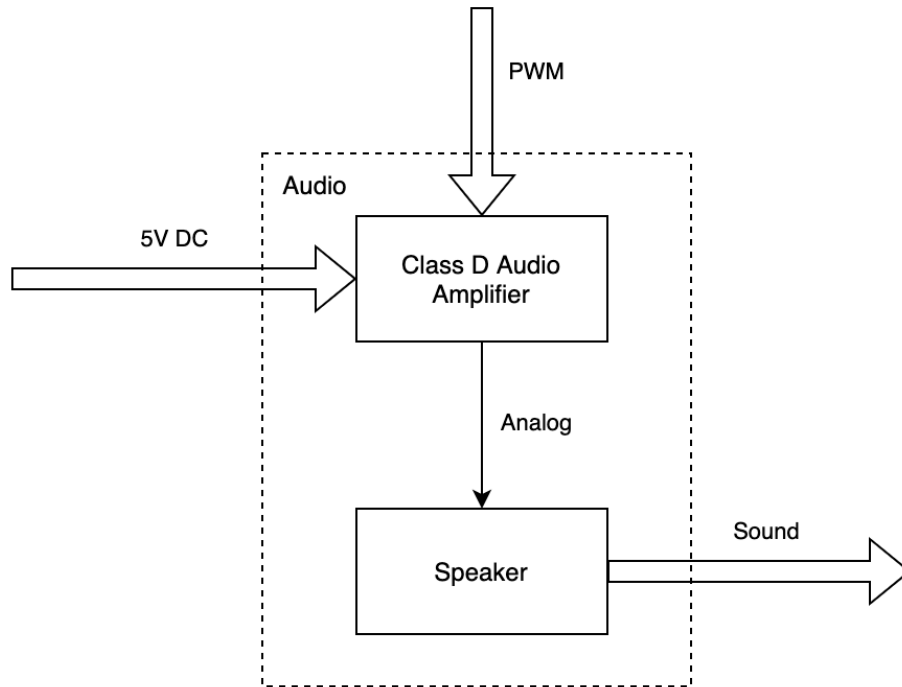 PWM
Audio
5V DC
Class D Audio
Amplifier
Analog
Sound
Speaker